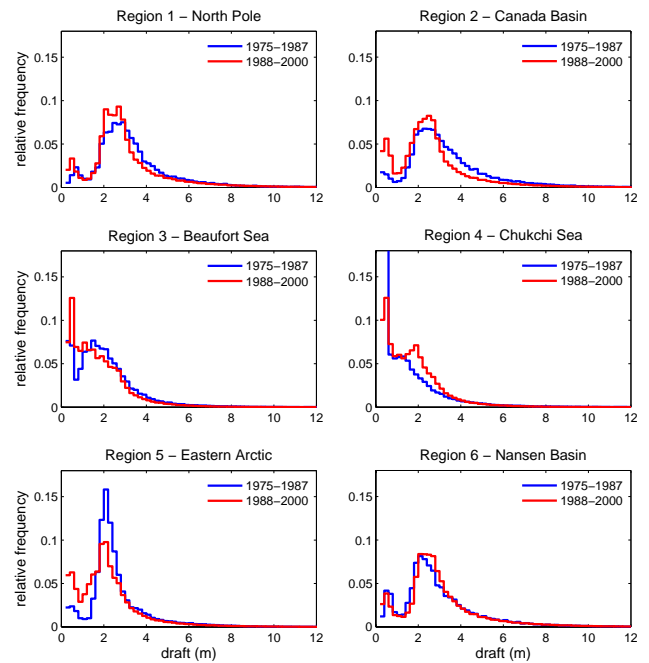 Region 1 − North Pole
0.15
0.1
0.05
0
relative frequency
0 2 4 6 8 10 12
1975−1987
1988−2000
Region 2 − Canada Basin
0.15
0.1
0.05
0
0 2 4 6 8 10 12
1975−1987
1988−2000
Region 3 − Beaufort Sea
0.15
0.1
0.05
0
relative frequency
0 2 4 6 8 10 12
1975−1987
1988−2000
Region 4 − Chukchi Sea
0.15
0.1
0.05
0
0 2 4 6 8 10 12
1975−1987
1988−2000
Region 5 − Eastern Arctic
0.15
0.1
0.05
0
relative frequency
0 2 4 6 8 10 12
draft (m)
1975−1987
1988−2000
Region 6 − Nansen Basin
0.15
0.1
0.05
0
0 2 4 6 8 10 12
draft (m)
1975−1987
1988−2000